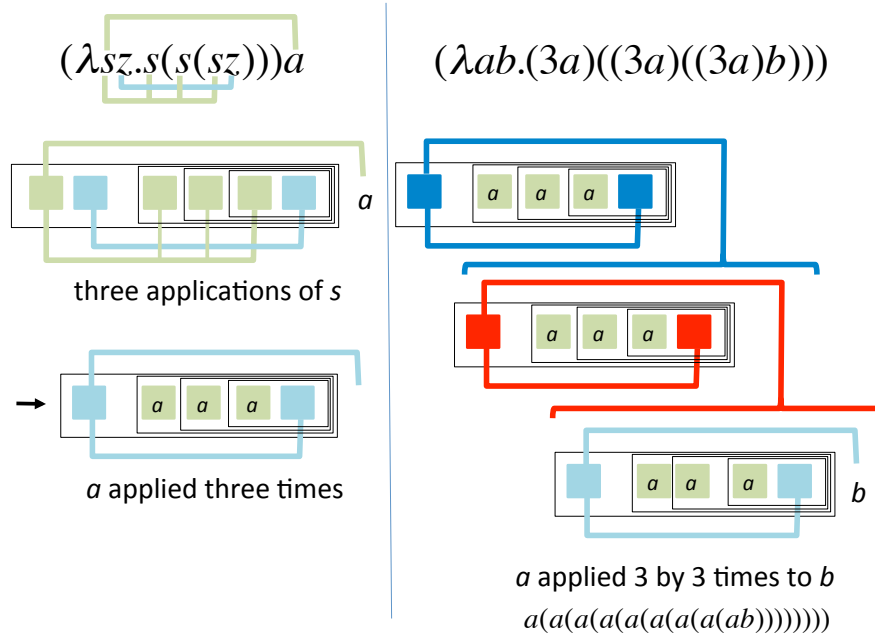 (λsz.s(s(sz)))a
a
three applications of s
a a a
a applied three times
(λab.(3a)((3a)((3a)b)))
a a a
a a a
a a a
b
a applied 3 by 3 times to b
a(a(a(a(a(a(a(a(ab))))))))